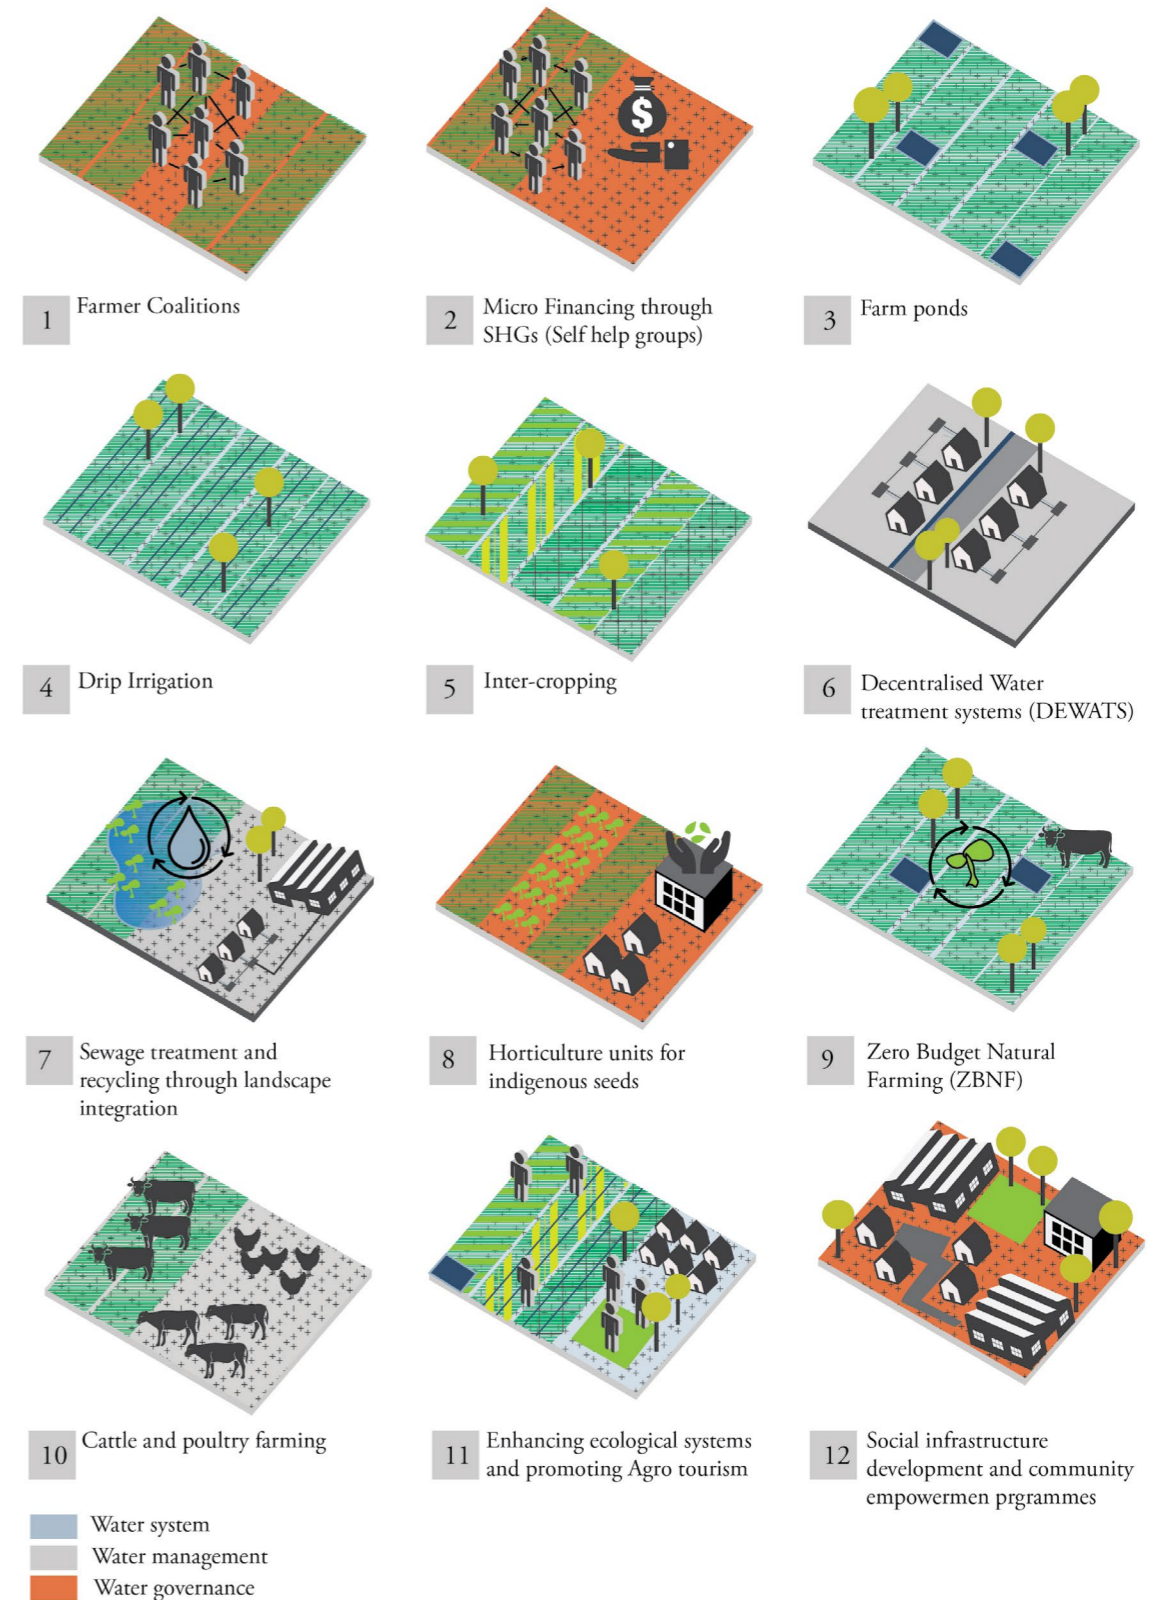 $
1 Farmer Coalitions
2 Micro Financing through
SHGs (Self help groups)
3 Farm ponds
4 Drip Irrigation
5 Inter-cropping
6 Decentralised Water
treatment systems (DEWATS)
7 Sewage treatment and
recycling through landscape
integration
8 Horticulture units for
indigenous seeds
9 Zero Budget Natural
Farming (ZBNF)
10 Cattle and poultry farming
11 Enhancing ecological systems
and promoting Agro tourism
12 Social infrastructure
development and community
empowermen prgrammes
Water system
Water management
Water governance